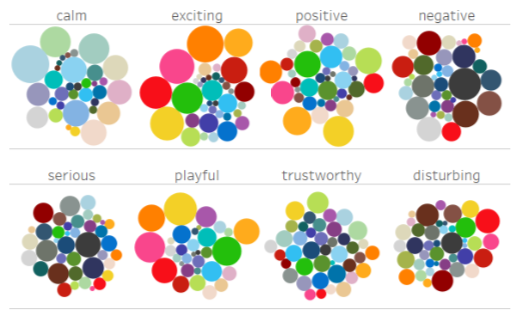 calm exciting positive negative
serious playful trustworthy disturbing